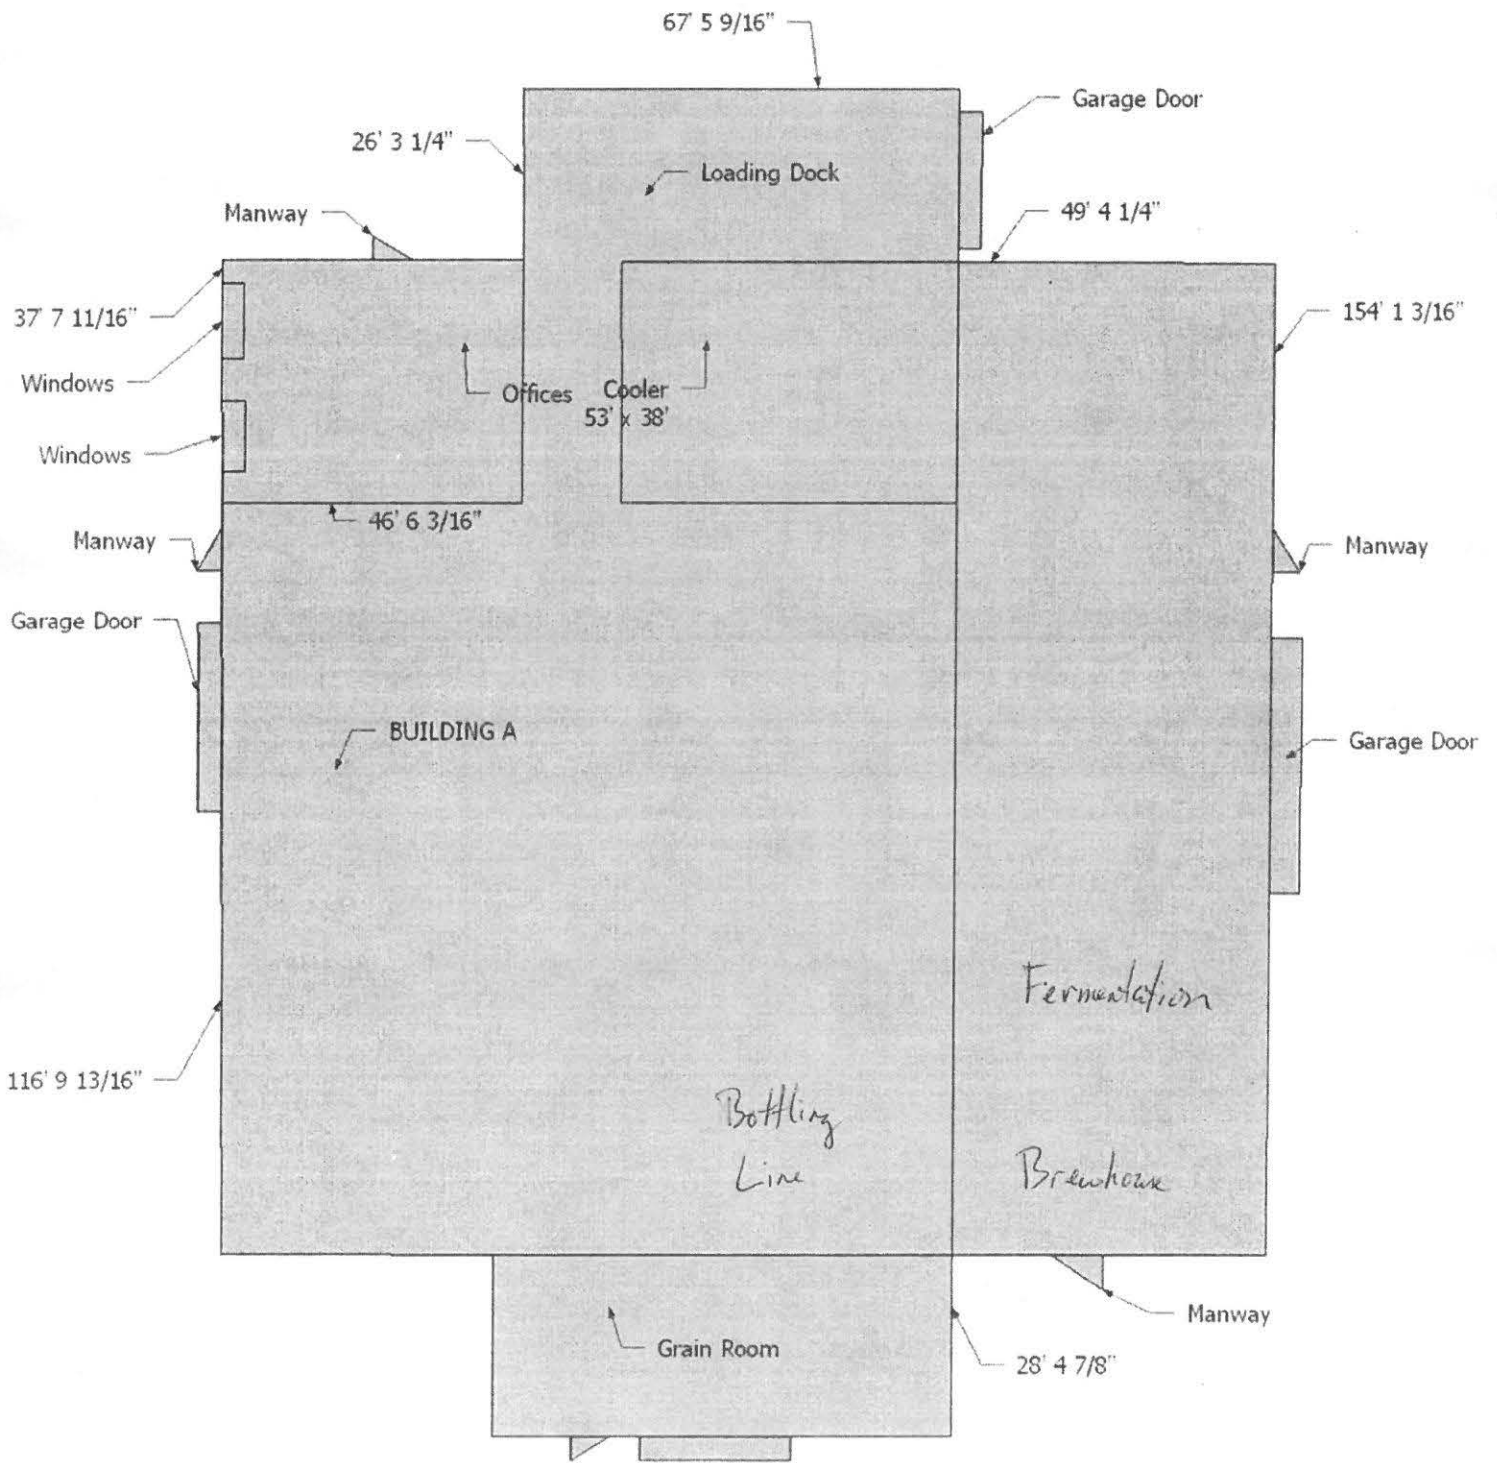 67' 5 9/16"
Garage Door
26' 3 1/4"
Loading Dock
Manway
49' 4 1/4"
37' 7 11/16"
154' 1 3/16"
Windows
Offices
Cooler
53' x 38'
Windows
46' 6 3/16"
Manway
Manway
Garage Door
BUILDING A
Garage Door
Fermentation
116' 9 13/16"
Bottling
Line
Brewhouse
Manway
Grain Room
28' 4 7/8"